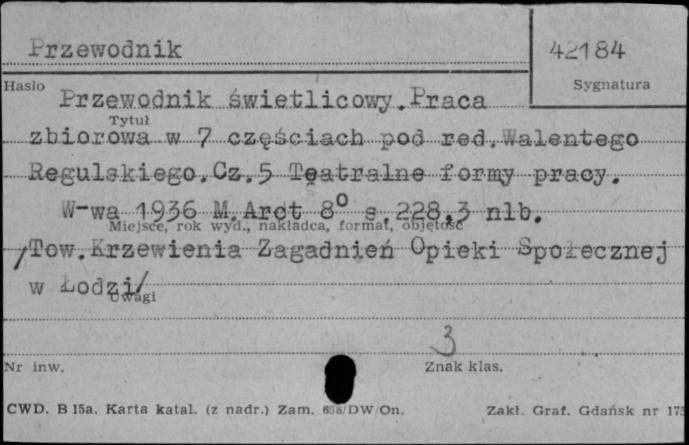 Przewodnik
42184
Hasło
Sygnatura
Przewodnik świetlicowy.Praca
Tytuł
zbiorowa w 7 częściach pod red.Walentego
Regulskiego.Cz.5 Teatralne formy pracy.
W-wa 1936 M.Arct 8° s.228,3 nlb.
Miejsce, rok wyd., nakładca, format, objętość
/Tow.Krzewienia Zagadnień Opieki Społecznej
w Łodzi/
Uwagi
3
Nr inw.
Znak klas.
CWD. B 15a. Karta katal. (z nadr.) Zam. 658/DW/On.
Zakł. Graf. Gdańsk nr 175